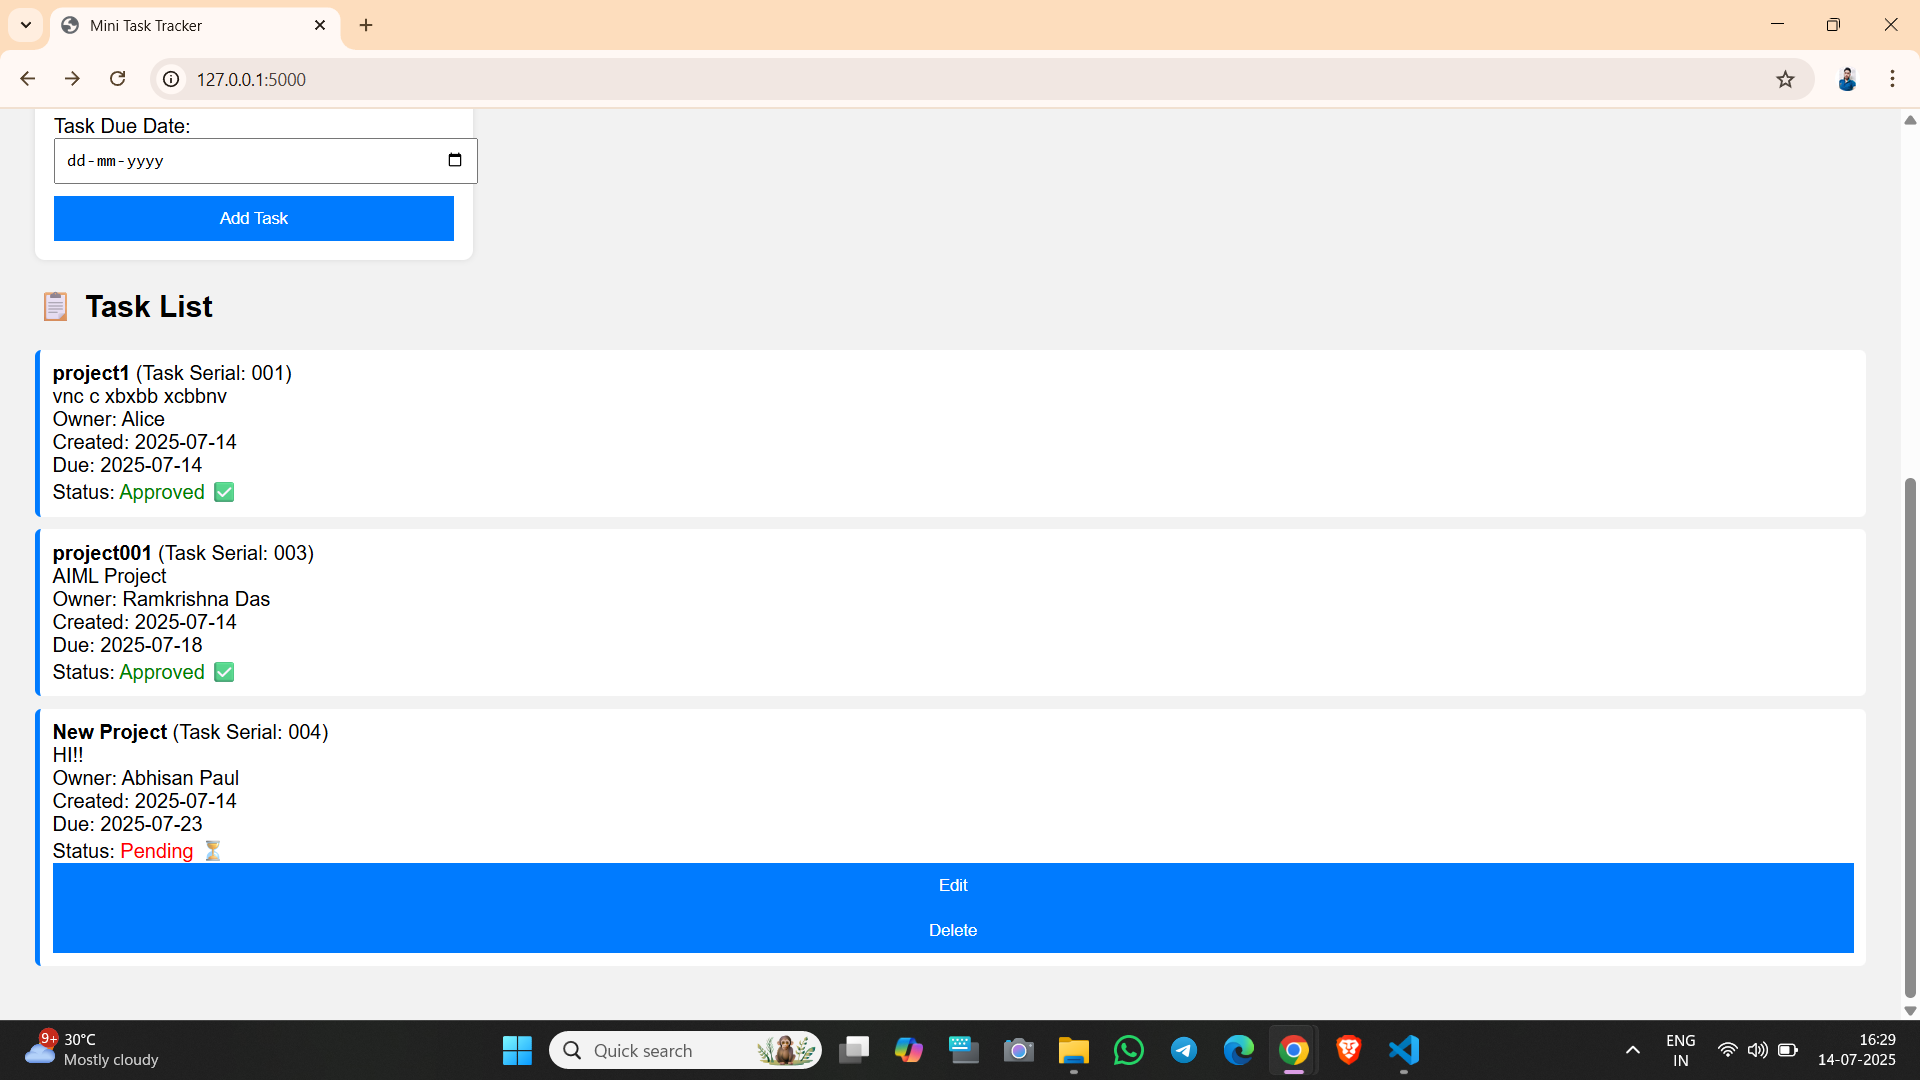 Mini Task Tracker
127.0.0.1:5000
Task Due Date:
dd-mm-yyyy
Add Task
📋 Task List
project1 (Task Serial: 001)
vnc c xbxbb xcbbnv
Owner: Alice
Created: 2025-07-14
Due: 2025-07-14
Status: Approved ✅
project001 (Task Serial: 003)
AIML Project
Owner: Ramkrishna Das
Created: 2025-07-14
Due: 2025-07-18
Status: Approved ✅
New Project (Task Serial: 004)
HI!!
Owner: Abhisan Paul
Created: 2025-07-14
Due: 2025-07-23
Status: Pending ⏳
Edit
Delete
9+
30°C
Mostly cloudy
Quick search
ENG
IN
16:29
14-07-2025